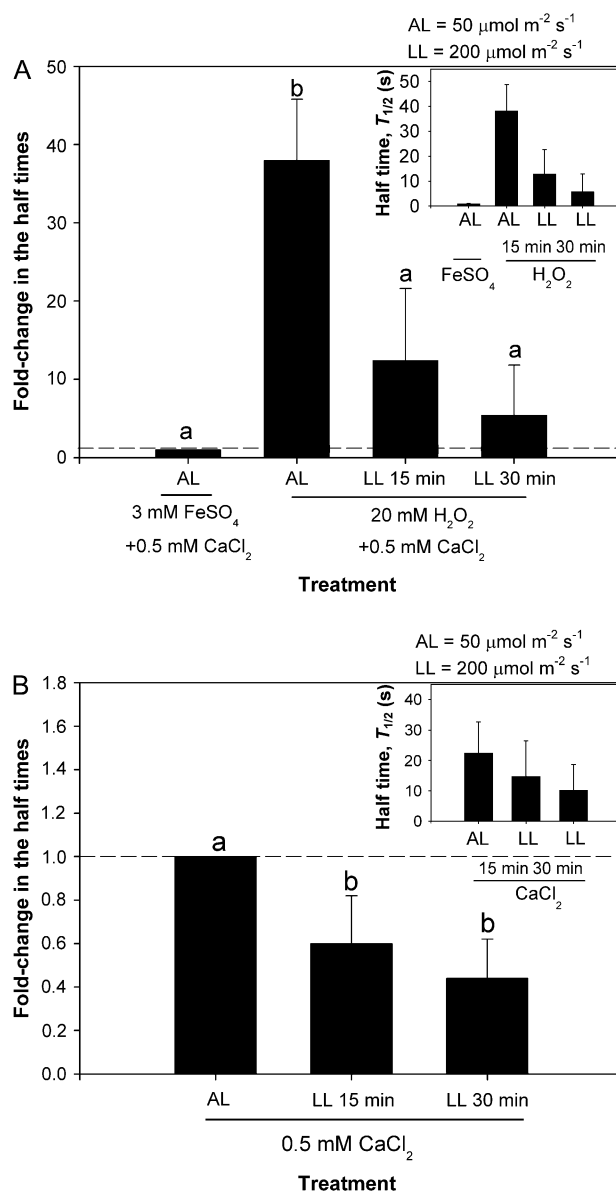 AL = 50 μmol m-2 s-1
LL = 200 μmol m-2 s-1
A
Fold-change in the half times
50
40
30
20
10
0
a
b
a
a
AL
AL
LL 15 min
LL 30 min
3 mM FeSO4
+0.5 mM CaCl2
20 mM H2O2
+0.5 mM CaCl2
Treatment
Half time, T1/2 (s)
50
40
30
20
10
0
AL
AL
LL
LL
15 min 30 min
FeSO4
H2O2
AL = 50 μmol m-2 s-1
LL = 200 μmol m-2 s-1
B
Fold-change in the half times
1.8
1.6
1.4
1.2
1.0
0.8
0.6
0.4
0.2
0.0
a
b
b
AL
LL 15 min
LL 30 min
0.5 mM CaCl2
Treatment
Half time, T1/2 (s)
40
30
20
10
0
AL
LL
LL
15 min 30 min
CaCl2